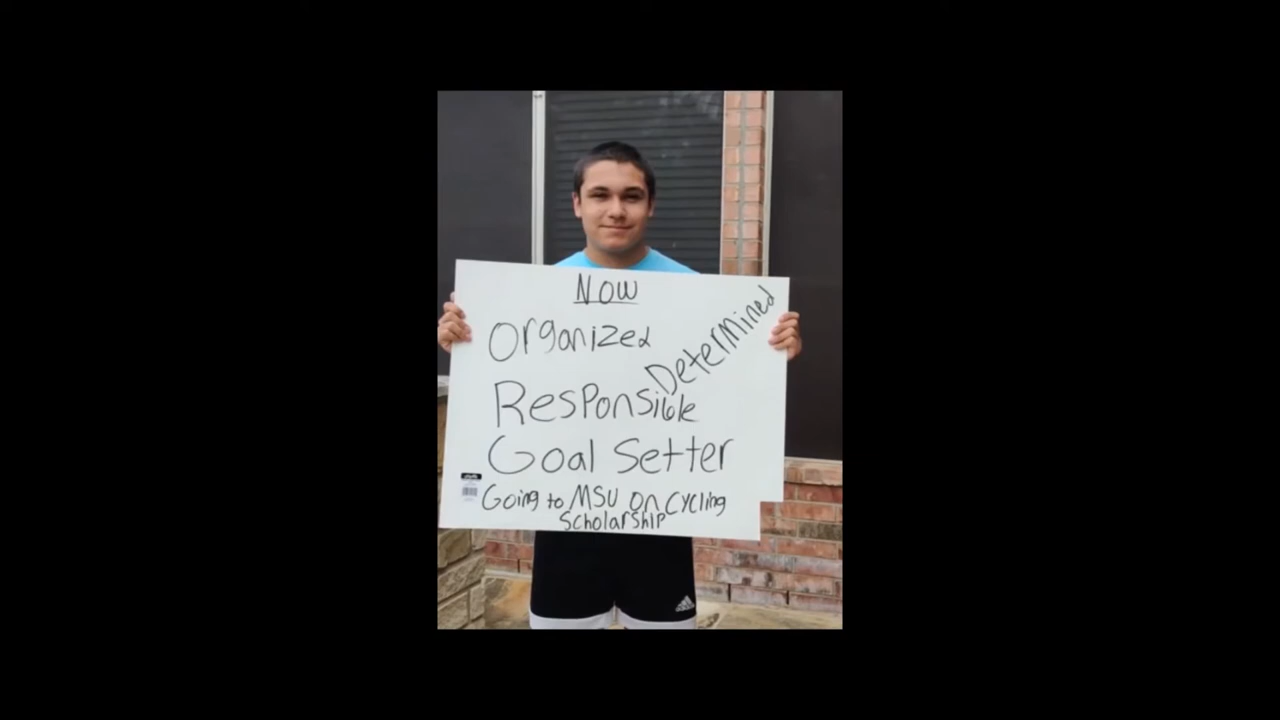 NOW
Organized
Determined
Responsible
Goal Setter
Going to MSU on Cycling
Scholarship